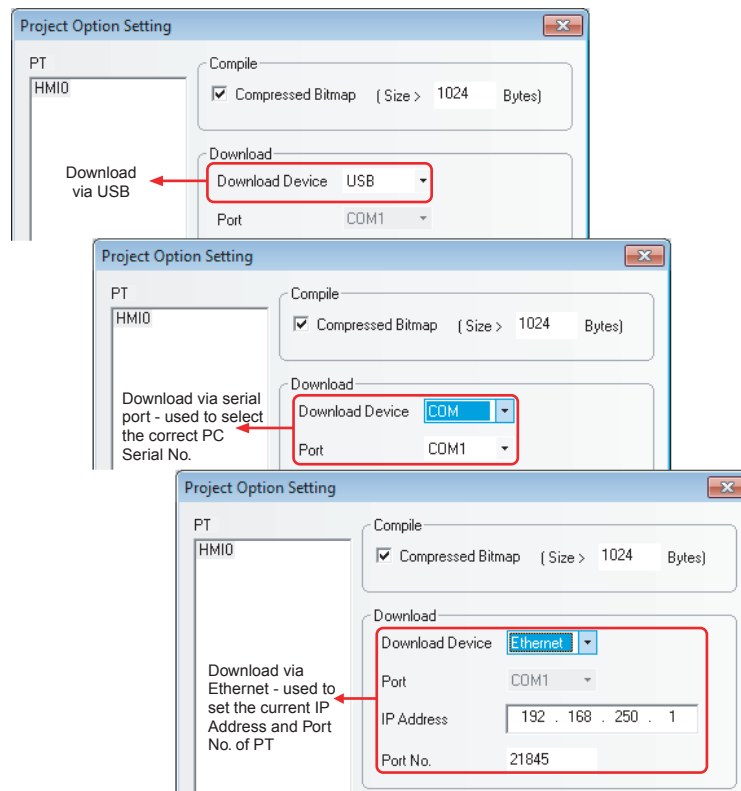 Project Option Setting
PT
HMI0
Compile
Compressed Bitmap ( Size > 1024 Bytes)
Download
Download Device USB
Port COM1
Download
via USB
Project Option Setting
PT
HMI0
Compile
Compressed Bitmap ( Size > 1024 Bytes)
Download
Download Device COM
Port COM1
Download via serial
port - used to select
the correct PC
Serial No.
Project Option Setting
PT
HMI0
Compile
Compressed Bitmap ( Size > 1024 Bytes)
Download
Download Device Ethernet
Port COM1
IP Address 192 . 168 . 250 . 1
Port No. 21845
Download via
Ethernet - used to
set the current IP
Address and Port
No. of PT